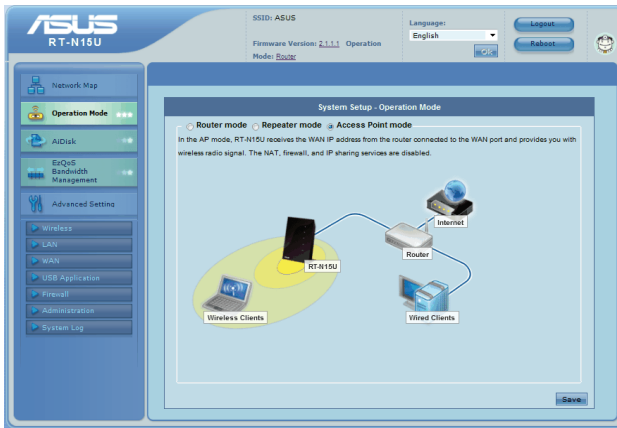 ASUS
RT-N15U
SSID: ASUS
Firmware Version: 2.1.1.1 Operation
Mode: Router
Language:
English
OK
Logout
Reboot
Network Map
Operation Mode
AiDisk
EzQoS
Bandwidth
Management
Advanced Setting
Wireless
LAN
WAN
USB Application
Firewall
Administration
System Log
System Setup - Operation Mode
Router mode Repeater mode Access Point mode
In the AP mode, RT-N15U receives the WAN IP address from the router connected to the WAN port and provides you with
wireless radio signal. The NAT, firewall, and IP sharing services are disabled.
Internet
Router
RT-N15U
Wireless Clients
Wired Clients
Save